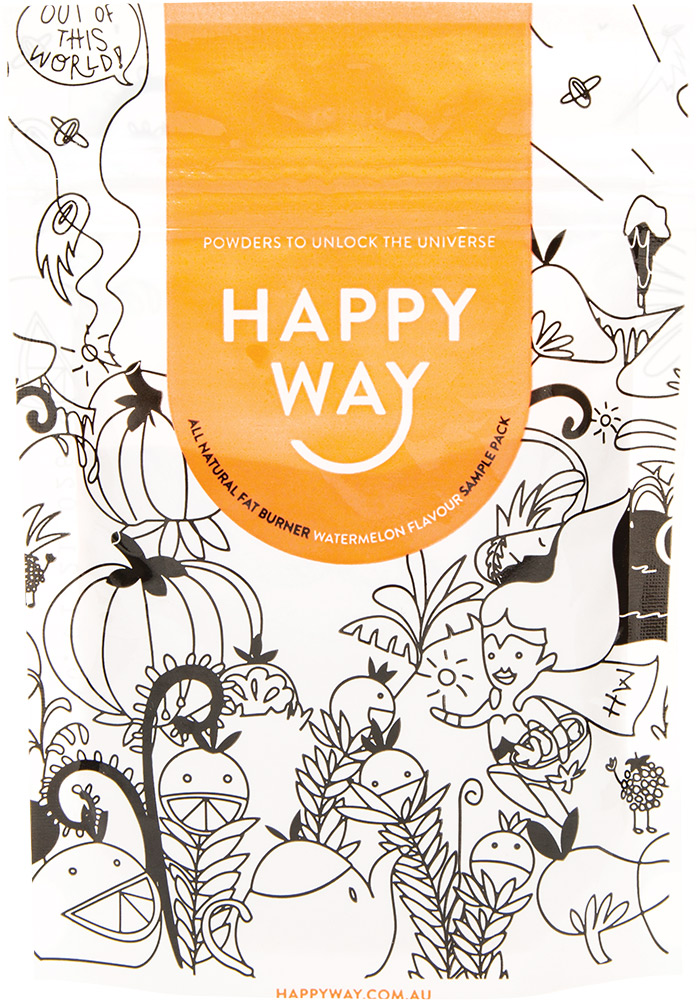 OUT OF
THIS
WORLD!
POWDERS TO UNLOCK THE UNIVERSE
HAPPY
WAY
ALL NATURAL FAT BURNER WATERMELON FLAVOUR SAMPLE PACK
HW
HAPPYWAY.COM.AU